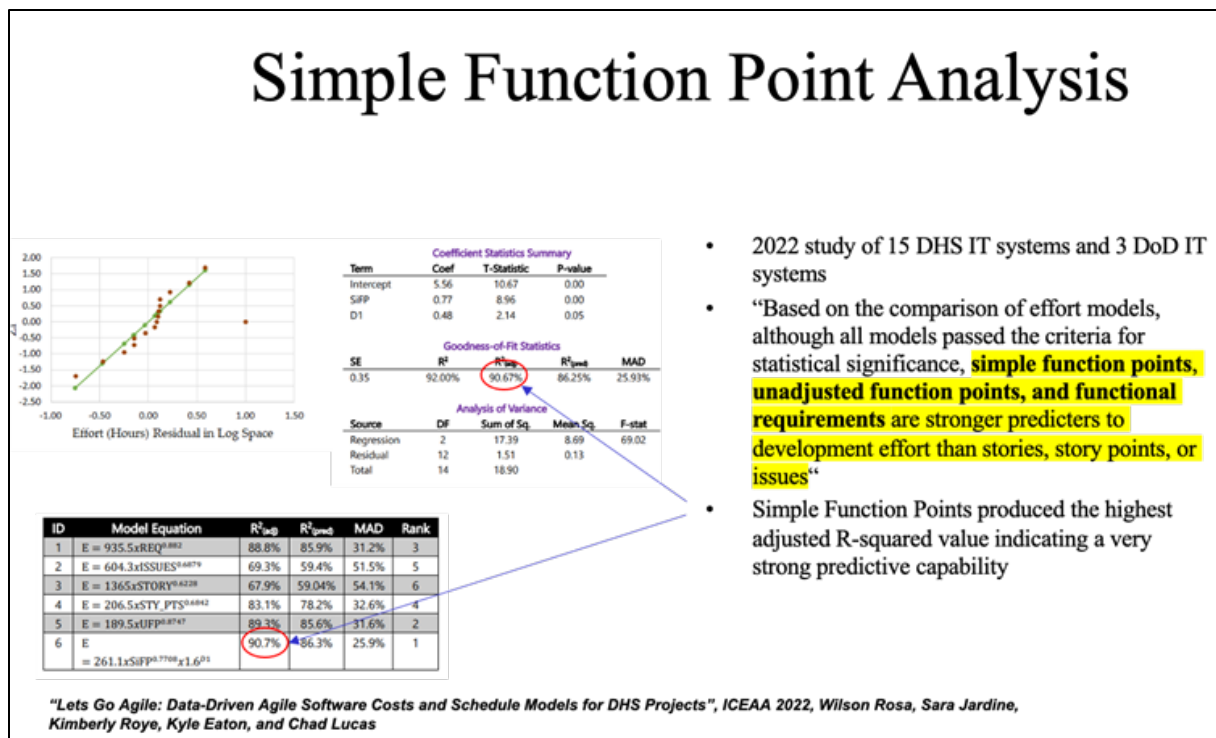 Simple Function Point Analysis
2.00
1.50
1.00
0.50
0.00
-0.50
-1.00
-1.50
-2.00
-2.50
-1.00 -0.50 0.00 0.50 1.00 1.50
Effort (Hours) Residual in Log Space
Coefficient Statistics Summary
Term Coef T-Statistic P-value
Intercept 5.56 10.67 0.00
SiFP 0.77 8.96 0.00
D1 0.48 2.14 0.05
Goodness-of-Fit Statistics
SE R² R²(adj) R²(pred) MAD
0.35 92.00% 90.67% 86.25% 25.93%
Analysis of Variance
Source DF Sum of Sq. Mean Sq. F-stat
Regression 2 17.39 8.69 69.02
Residual 12 1.51 0.13
Total 14 18.90
ID Model Equation R²(adj) R²(pred) MAD Rank
1 E = 935.5xREQ^0.882 88.8% 85.9% 31.2% 3
2 E = 604.3xISSUES^0.6879 69.3% 59.4% 51.5% 5
3 E = 1365xSTORY^0.6228 67.9% 59.04% 54.1% 6
4 E = 206.5xSTY_PTS^0.6842 83.1% 78.2% 32.6% 4
5 E = 189.5xUFP^0.8747 89.3% 85.6% 31.6% 2
6 E 90.7% 86.3% 25.9% 1
= 261.1xSiFP^0.7708x1.6^D1
• 2022 study of 15 DHS IT systems and 3 DoD IT
systems
• “Based on the comparison of effort models,
although all models passed the criteria for
statistical significance, simple function points,
unadjusted function points, and functional
requirements are stronger predicters to
development effort than stories, story points, or
issues“
• Simple Function Points produced the highest
adjusted R-squared value indicating a very
strong predictive capability
“Lets Go Agile: Data-Driven Agile Software Costs and Schedule Models for DHS Projects”, ICEAA 2022, Wilson Rosa, Sara Jardine,
Kimberly Roye, Kyle Eaton, and Chad Lucas